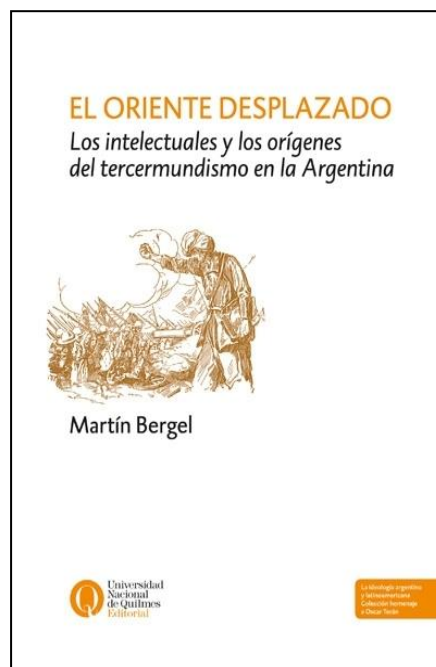 EL ORIENTE DESPLAZADO
Los intelectuales y los orígenes
del tercermundismo en la Argentina
Martín Bergel
Universidad
Nacional
de Quilmes
Editorial
La ideología argentina
y latinoamericana
Colección homenaje
a Oscar Terán